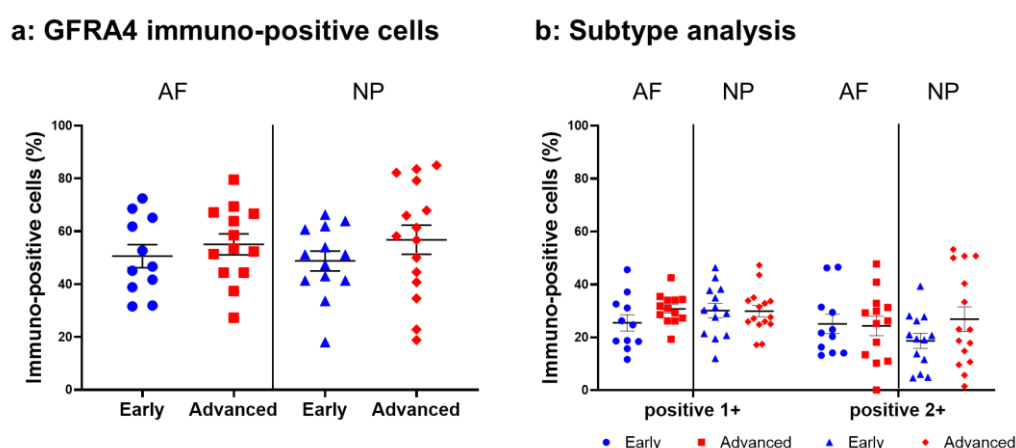 a: GFRA4 immuno-positive cells
AF NP
Immuno-positive cells (%)
100
80
60
40
20
0
Early Advanced Early Advanced
b: Subtype analysis
AF NP AF NP
Immuno-positive cells (%)
100
80
60
40
20
0
positive 1+ positive 2+
Early Advanced Early Advanced